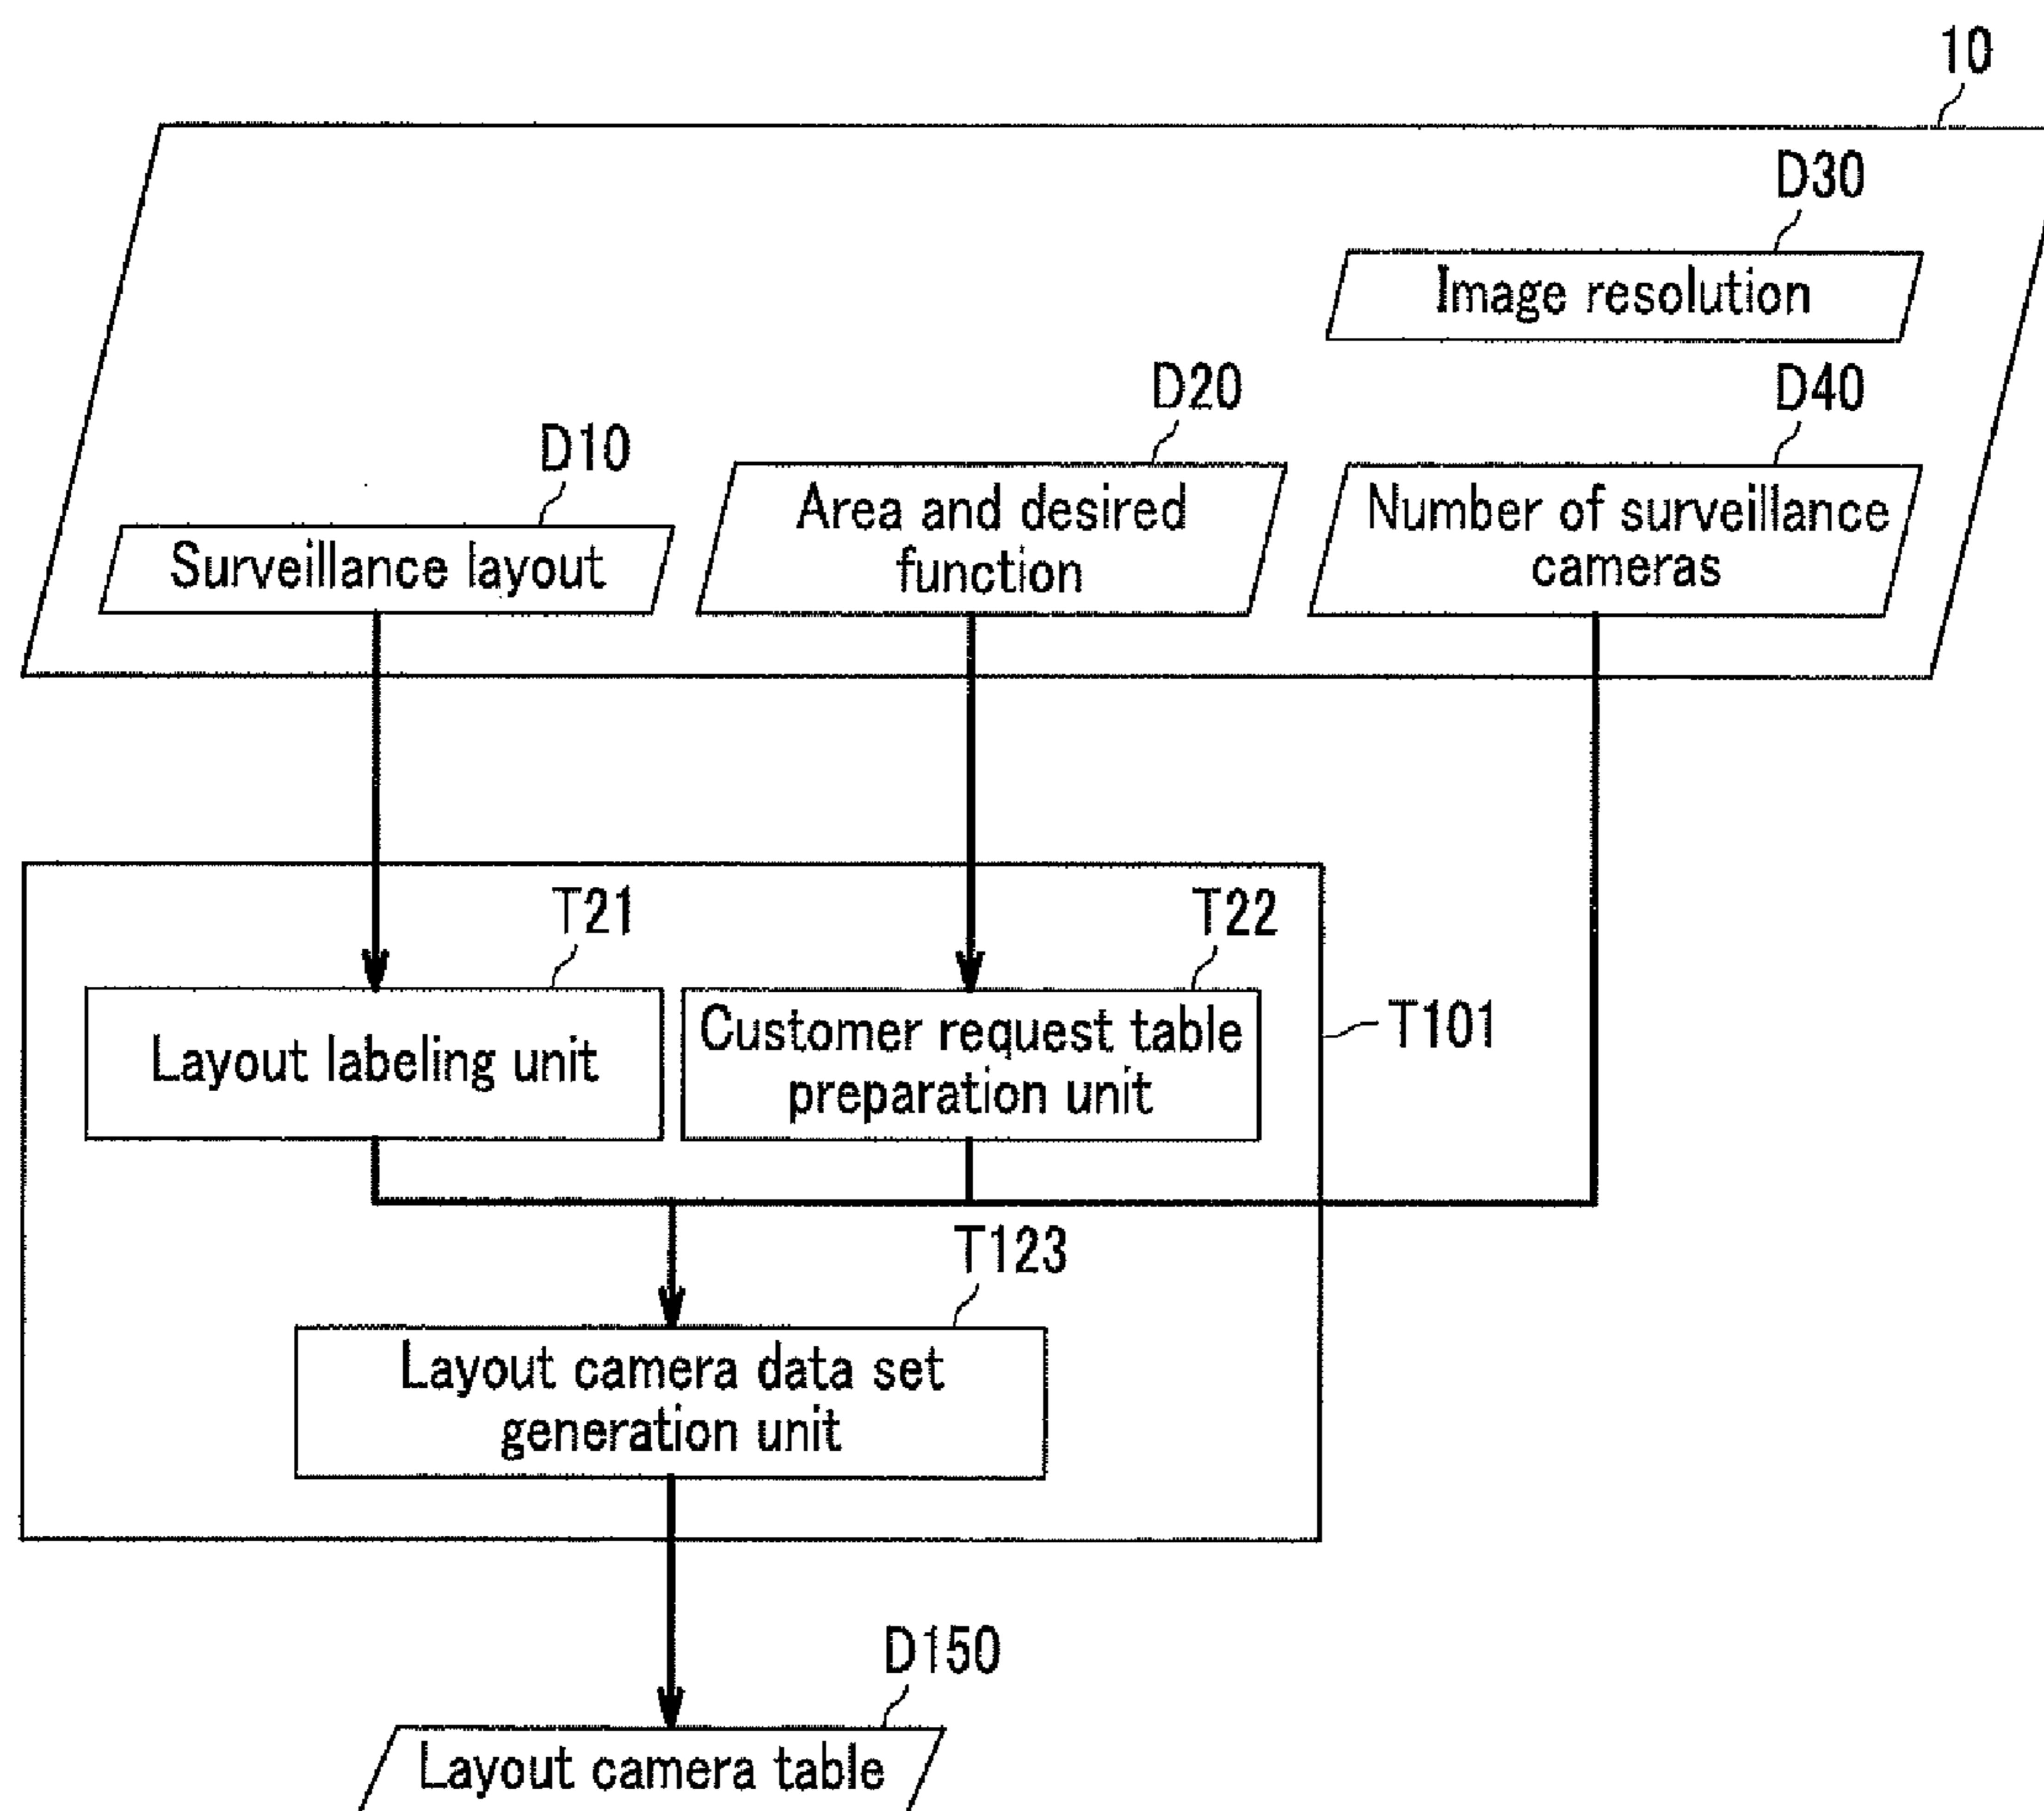 10
D30
Image resolution
D20
D40
D10
Area and desired
function
Number of surveillance
cameras
Surveillance layout
T21
T22
Layout labeling unit
Customer request table
preparation unit
T101
T123
Layout camera data set
generation unit
D150
Layout camera table